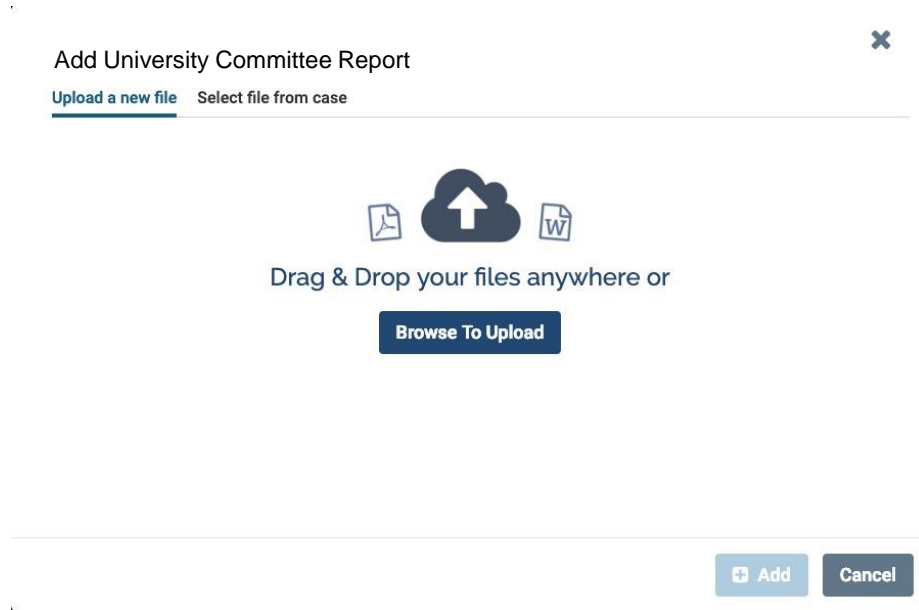 Add University Committee Report
Upload a new file Select file from case
W
Drag & Drop your files anywhere or
Browse To Upload
Add Cancel